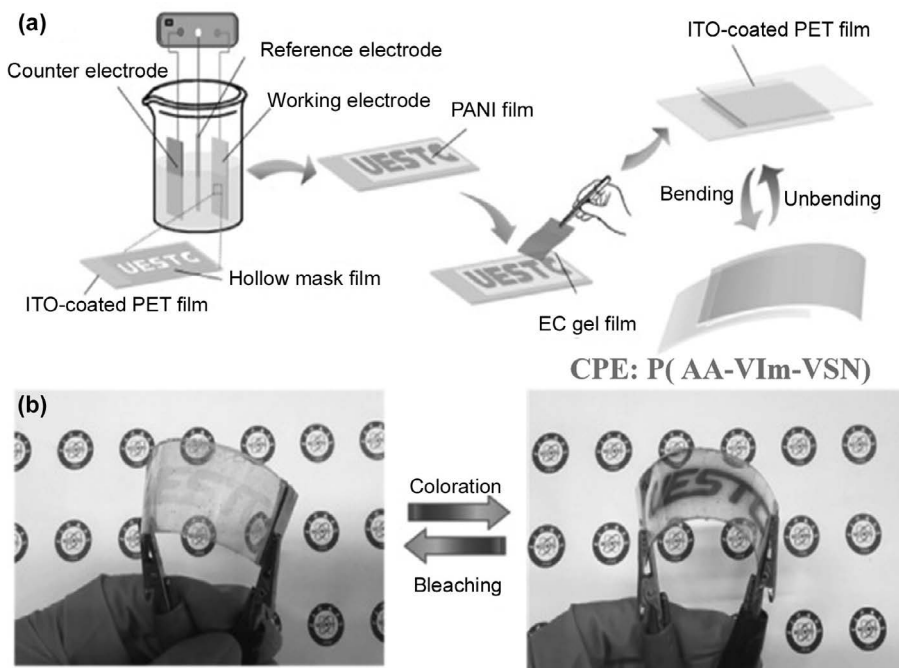 (a)
ITO-coated PET film
Reference electrode
Counter electrode
Working electrode
PANI film
UESTC
Bending
Unbending
UESTC
Hollow mask film
UESTC
ITO-coated PET film
EC gel film
CPE: P( AA-VIm-VSN)
(b)
Coloration
Bleaching
UEST